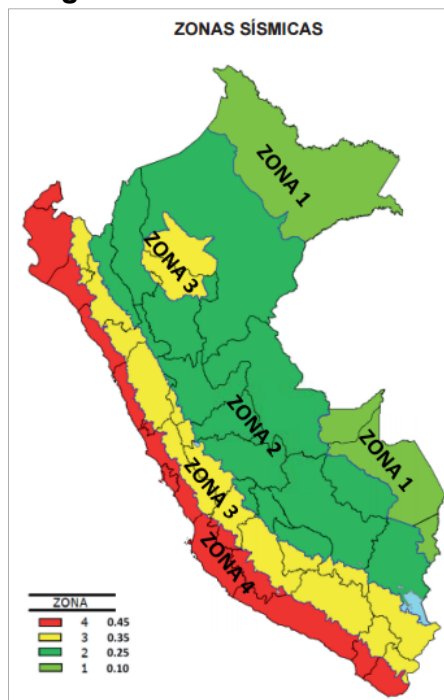 ZONAS SÍSMICAS
ZONA 1
ZONA 3
ZONA 2
ZONA 1
ZONA 3
ZONA 4
ZONA
4 0.45
3 0.35
2 0.25
1 0.10